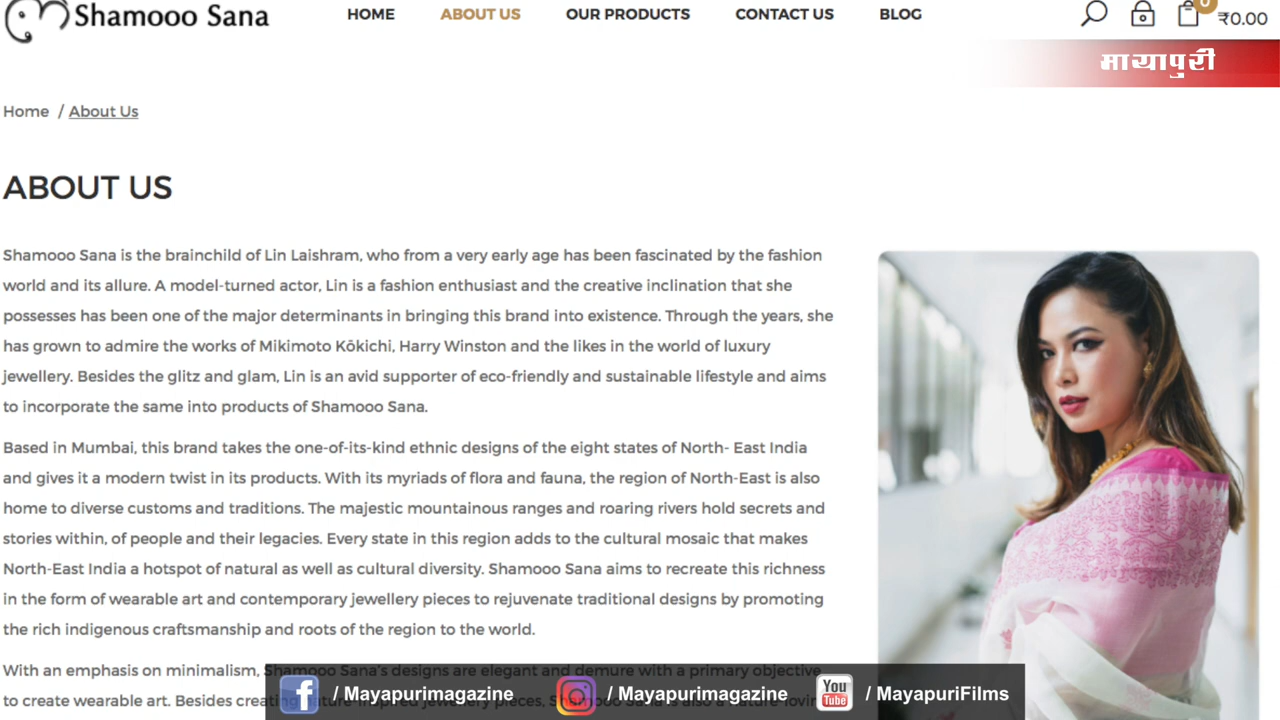 Shamooo Sana
HOME ABOUT US OUR PRODUCTS CONTACT US BLOG
0
₹0.00
मायापुरी
Home / About Us
ABOUT US
Shamooo Sana is the brainchild of Lin Laishram, who from a very early age has been fascinated by the fashion
world and its allure. A model-turned actor, Lin is a fashion enthusiast and the creative inclination that she
possesses has been one of the major determinants in bringing this brand into existence. Through the years, she
has grown to admire the works of Mikimoto Kōkichi, Harry Winston and the likes in the world of luxury
jewellery. Besides the glitz and glam, Lin is an avid supporter of eco-friendly and sustainable lifestyle and aims
to incorporate the same into products of Shamooo Sana.
Based in Mumbai, this brand takes the one-of-its-kind ethnic designs of the eight states of North- East India
and gives it a modern twist in its products. With its myriads of flora and fauna, the region of North-East is also
home to diverse customs and traditions. The majestic mountainous ranges and roaring rivers hold secrets and
stories within, of people and their legacies. Every state in this region adds to the cultural mosaic that makes
North-East India a hotspot of natural as well as cultural diversity. Shamooo Sana aims to recreate this richness
in the form of wearable art and contemporary jewellery pieces to rejuvenate traditional designs by promoting
the rich indigenous craftsmanship and roots of the region to the world.
With an emphasis on minimalism, Shamooo Sana's designs are elegant and demure with a primary objective
to create wearable art. Besides creating nature-inspired jewellery pieces, Shamooo Sana is also a nature-lovin
f / Mayapurimagazine / Mayapurimagazine You Tube / MayapuriFilms